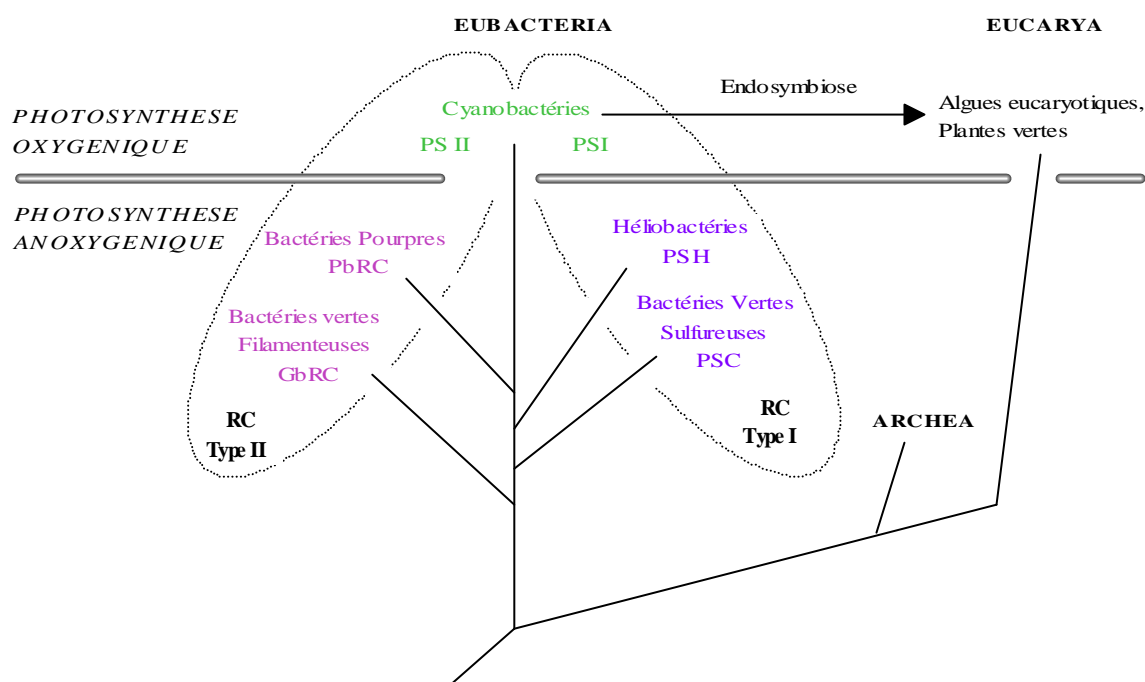 EUBACTERIA
EUCARYA
Endosymbiose
Cyanobactéries
PS II
PSI
Algues eucaryotiques,
Plantes vertes
PHOTOSYNTHESE
OXYGENIQUE
PHOTOSYNTHESE
ANOXYGENIQUE
Bactéries Pourpres
PbRC
Héliobactéries
PSH
Bactéries vertes
Filamenteuses
GbRC
Bactéries Vertes
Sulfureuses
PSC
RC
Type II
RC
Type I
ARCHEA